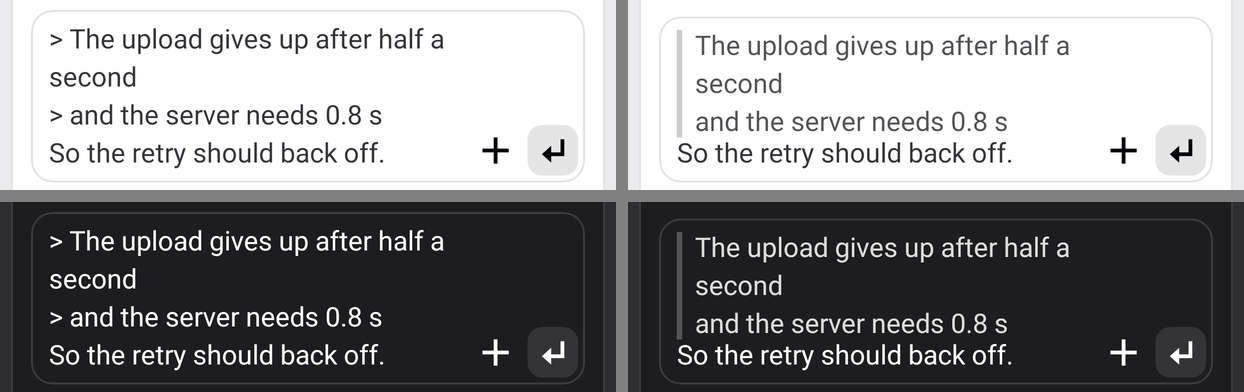 > The upload gives up after half a
second
> and the server needs 0.8 s
So the retry should back off.
The upload gives up after half a
second
and the server needs 0.8 s
So the retry should back off.
> The upload gives up after half a
second
> and the server needs 0.8 s
So the retry should back off.
The upload gives up after half a
second
and the server needs 0.8 s
So the retry should back off.